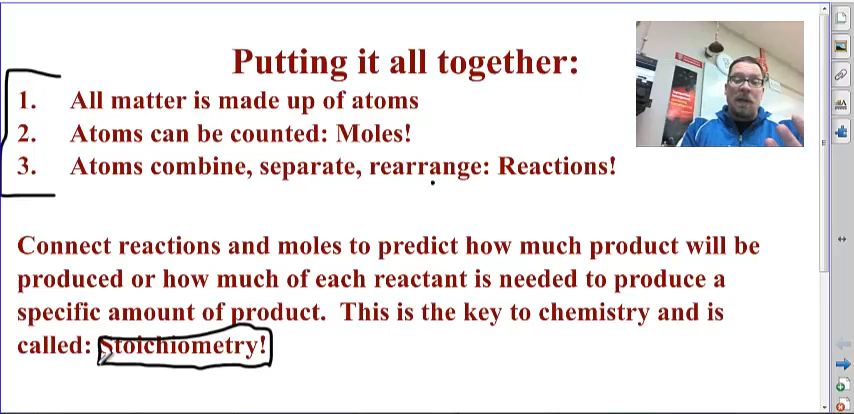 Putting it all together:
1. All matter is made up of atoms
2. Atoms can be counted: Moles!
3. Atoms combine, separate, rearrange: Reactions!
Connect reactions and moles to predict how much product will be
produced or how much of each reactant is needed to produce a
specific amount of product. This is the key to chemistry and is
called: Stoichiometry!